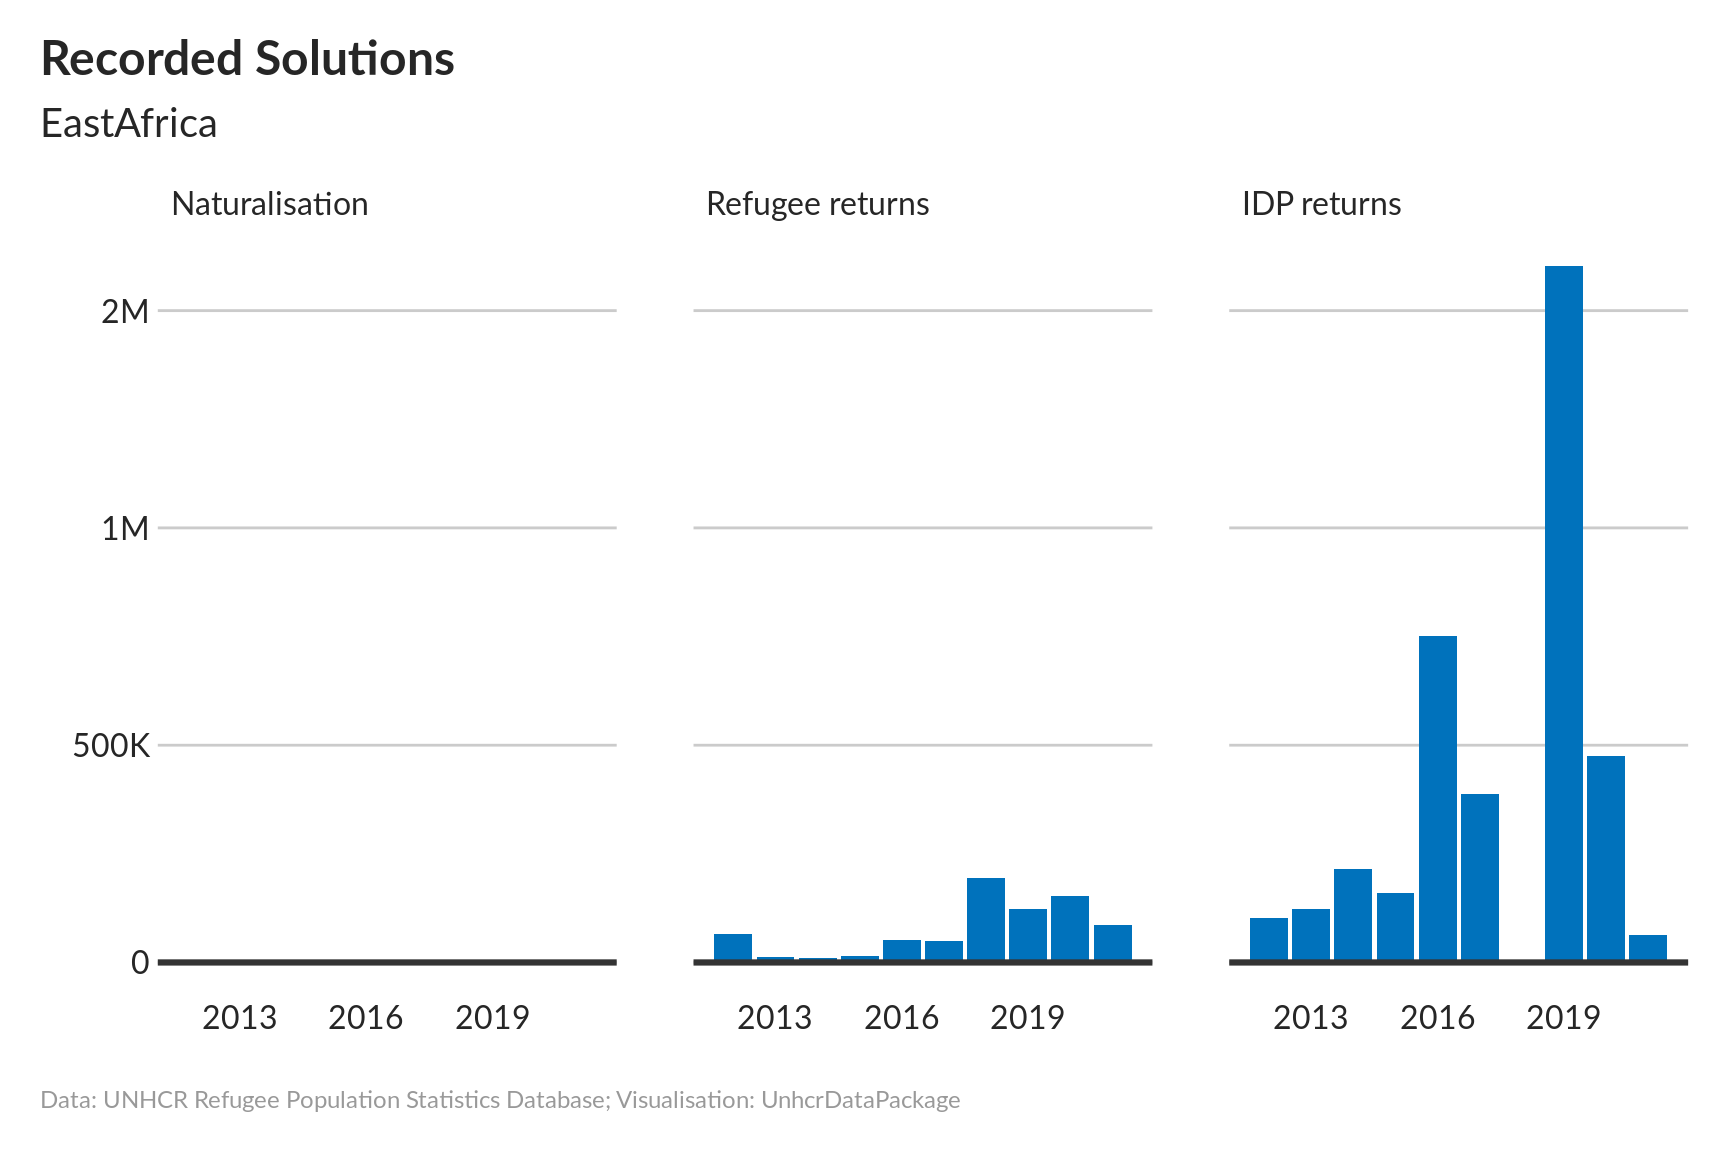 Recorded Solutions
EastAfrica
Naturalisation
Refugee returns
IDP returns
2M
1M
500K
0
2013 2016 2019
2013 2016 2019
2013 2016 2019
Data: UNHCR Refugee Population Statistics Database; Visualisation: UnhcrDataPackage